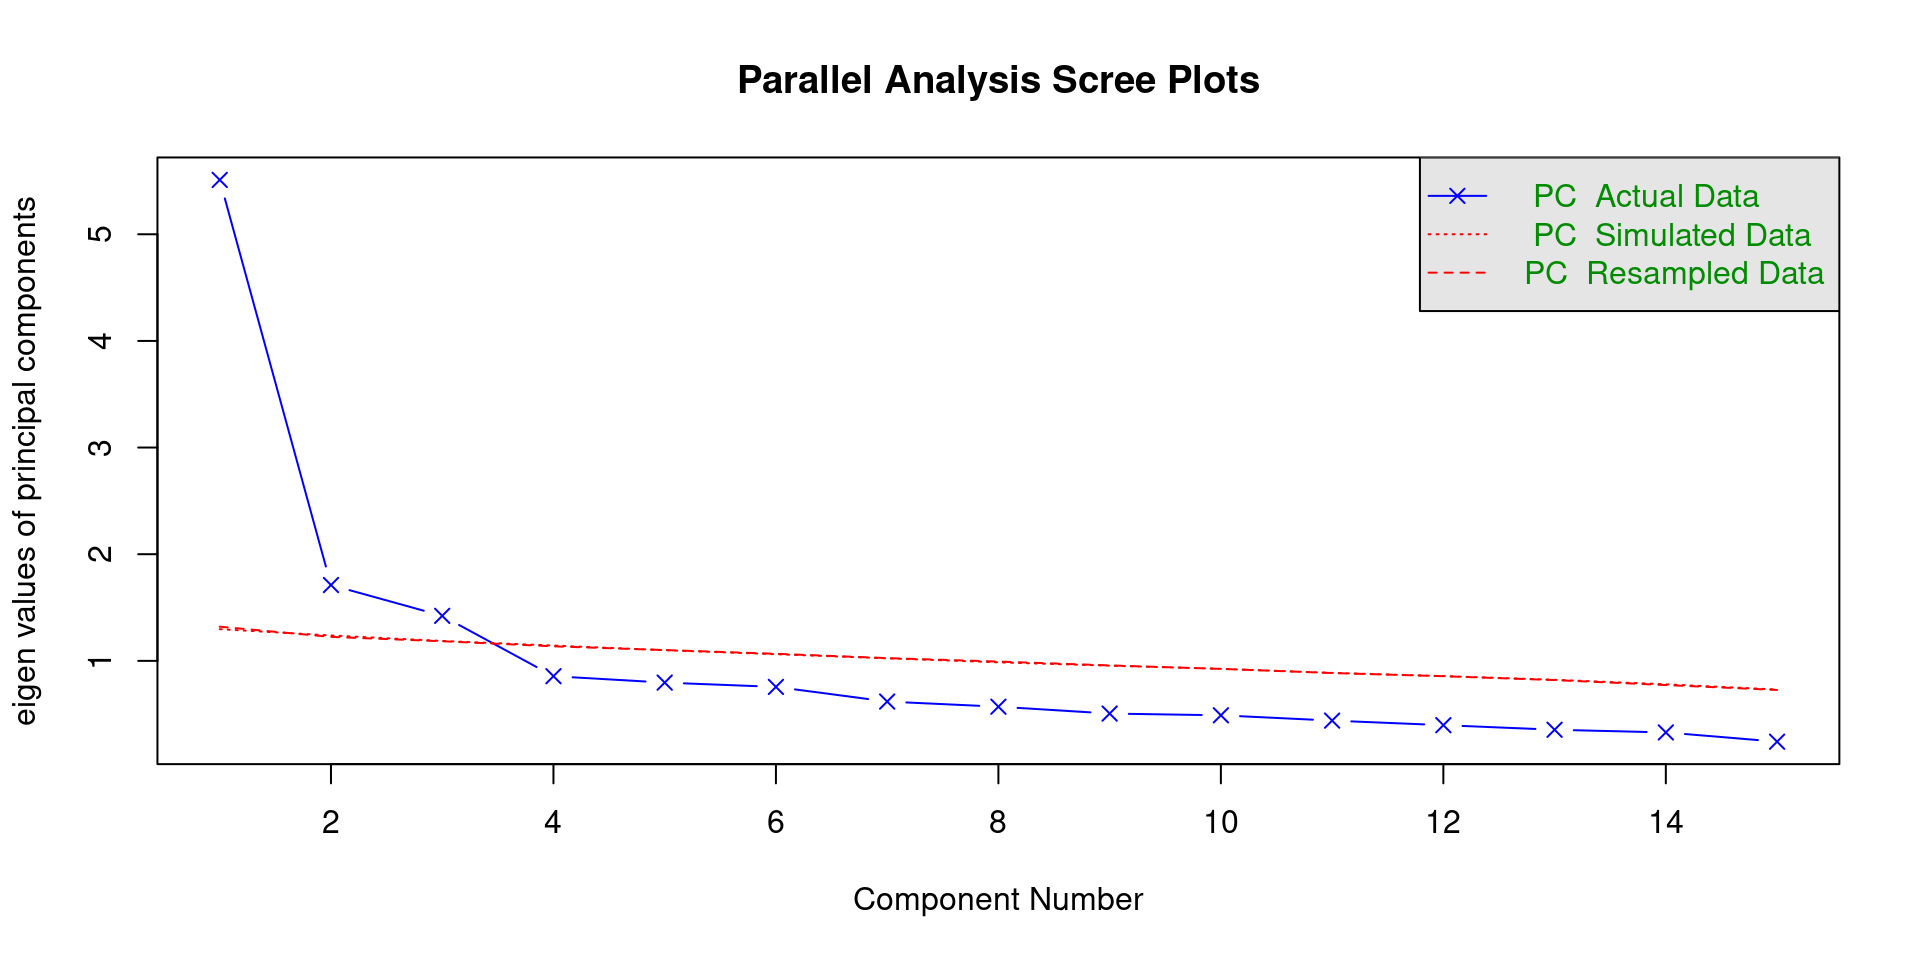 Parallel Analysis Scree Plots
PC Actual Data
PC Simulated Data
PC Resampled Data
eigen values of principal components
5
4
3
2
1
2 4 6 8 10 12 14
Component Number